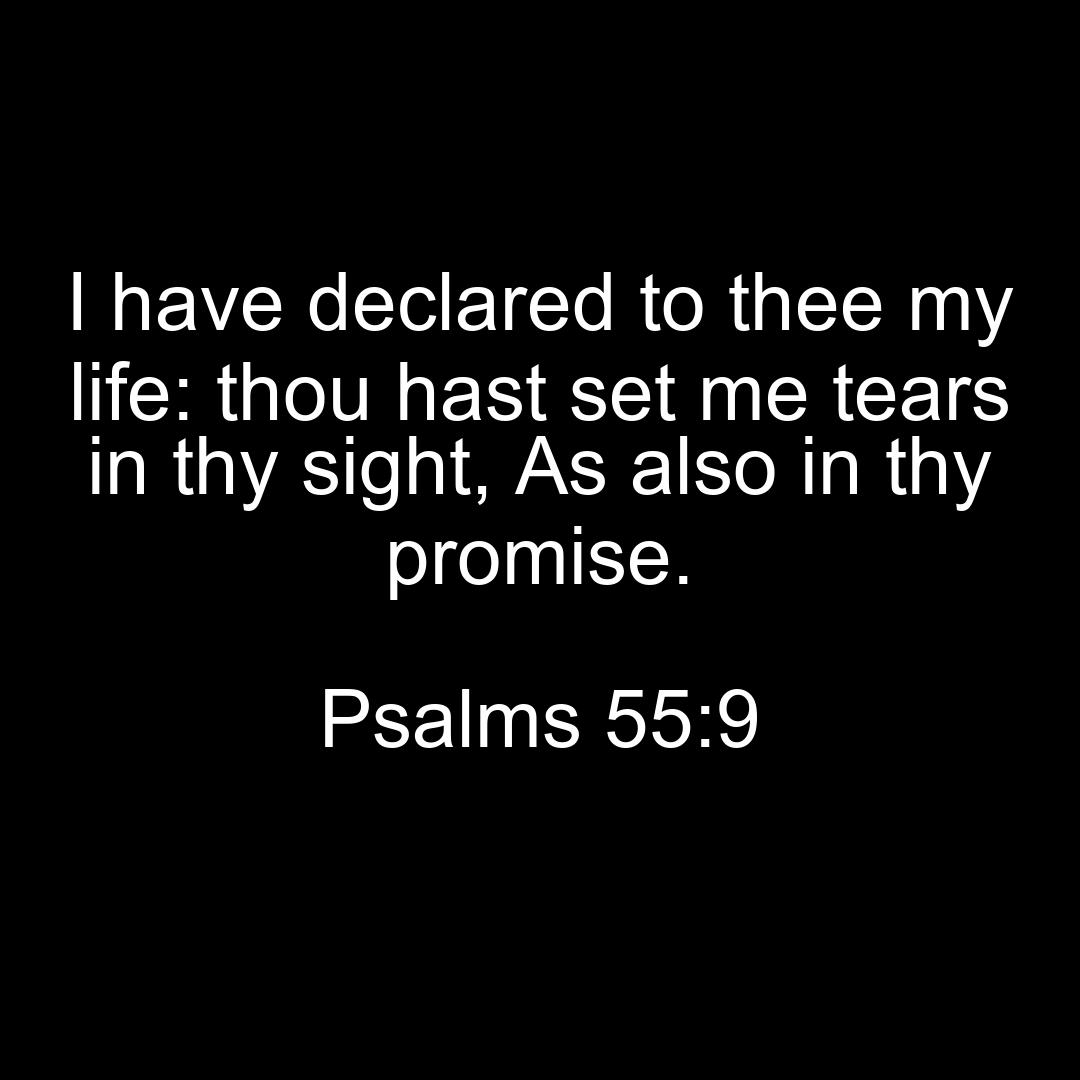 I have declared to thee my
life: thou hast set me tears
in thy sight, As also in thy
promise.
Psalms 55:9